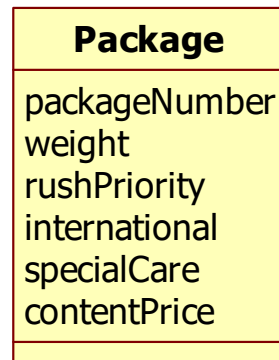 Package
packageNumber
weight
rushPriority
international
specialCare
contentPrice